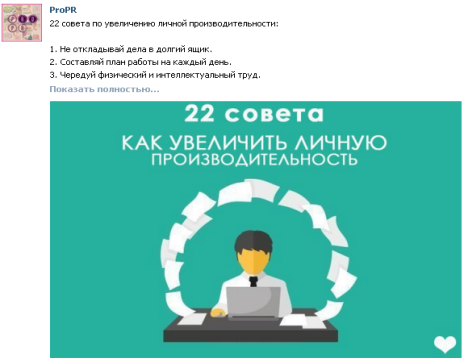 ProPR
22 совета по увеличению личной производительности:
1. Не откладывай дела в долгий ящик.
2. Составляй план работы на каждый день.
3. Чередуй физический и интеллектуальный труд.
Показать полностью...
22 совета
КАК УВЕЛИЧИТЬ ЛИЧНУЮ
ПРОИЗВОДИТЕЛЬНОСТЬ